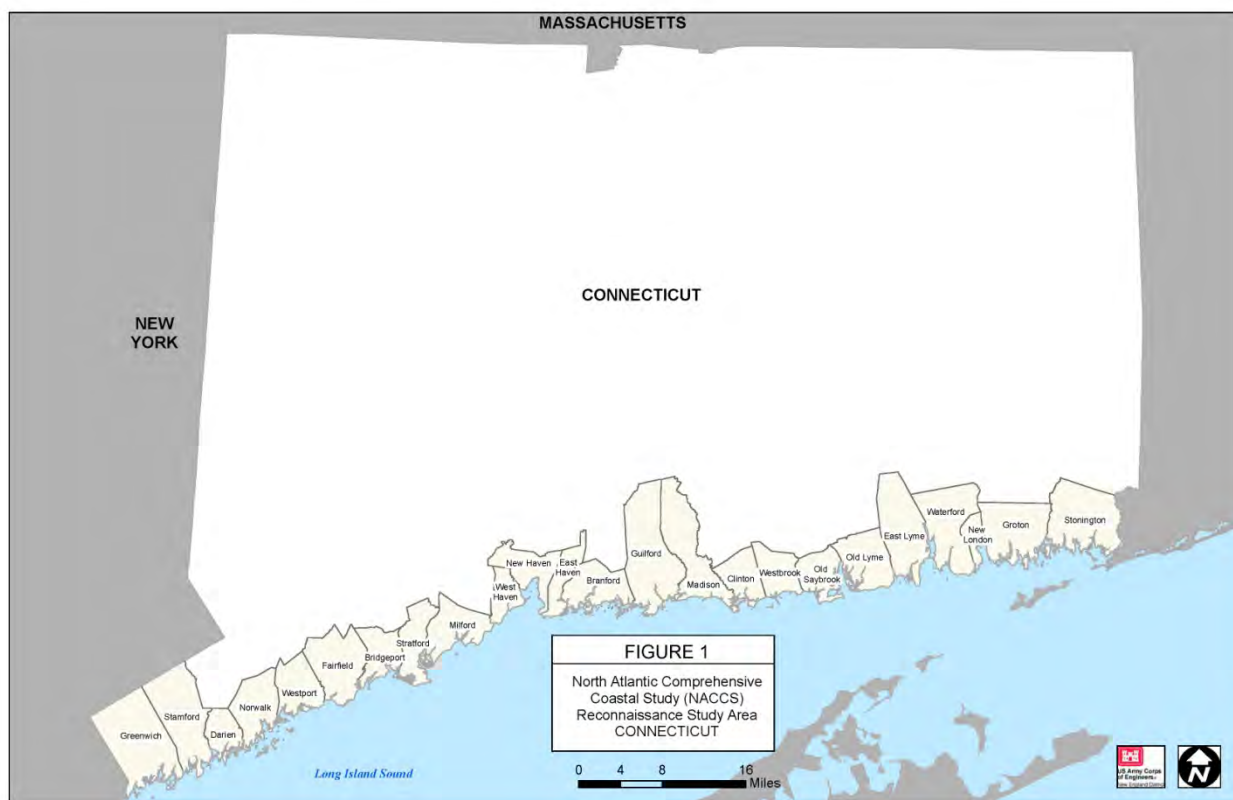 MASSACHUSETTS
CONNECTICUT
NEW
YORK
Waterford
East Lyme
New
London
Groton
Stonington
Guilford
Old Lyme
New Haven
East
Haven
Branford
Madison
Clinton
Westbrook
Old
Saybrook
West
Haven
Milford
Stratford
Bridgeport
Fairfield
Westport
Norwalk
Stamford
Darien
Greenwich
FIGURE 1
North Atlantic Comprehensive
Coastal Study (NACCS)
Reconnaissance Study Area
CONNECTICUT
Long Island Sound
0 4 8 16
Miles
US Army Corps
of Engineers
New England District
N